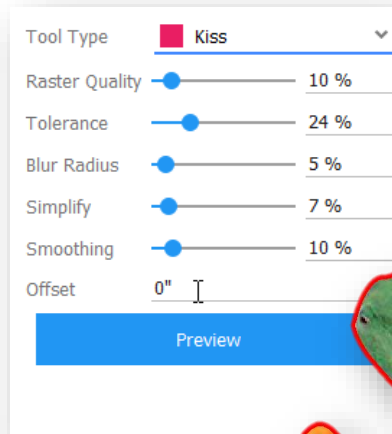 Tool Type Kiss
Raster Quality 10 %
Tolerance 24 %
Blur Radius 5 %
Simplify 7 %
Smoothing 10 %
Offset 0"
Preview